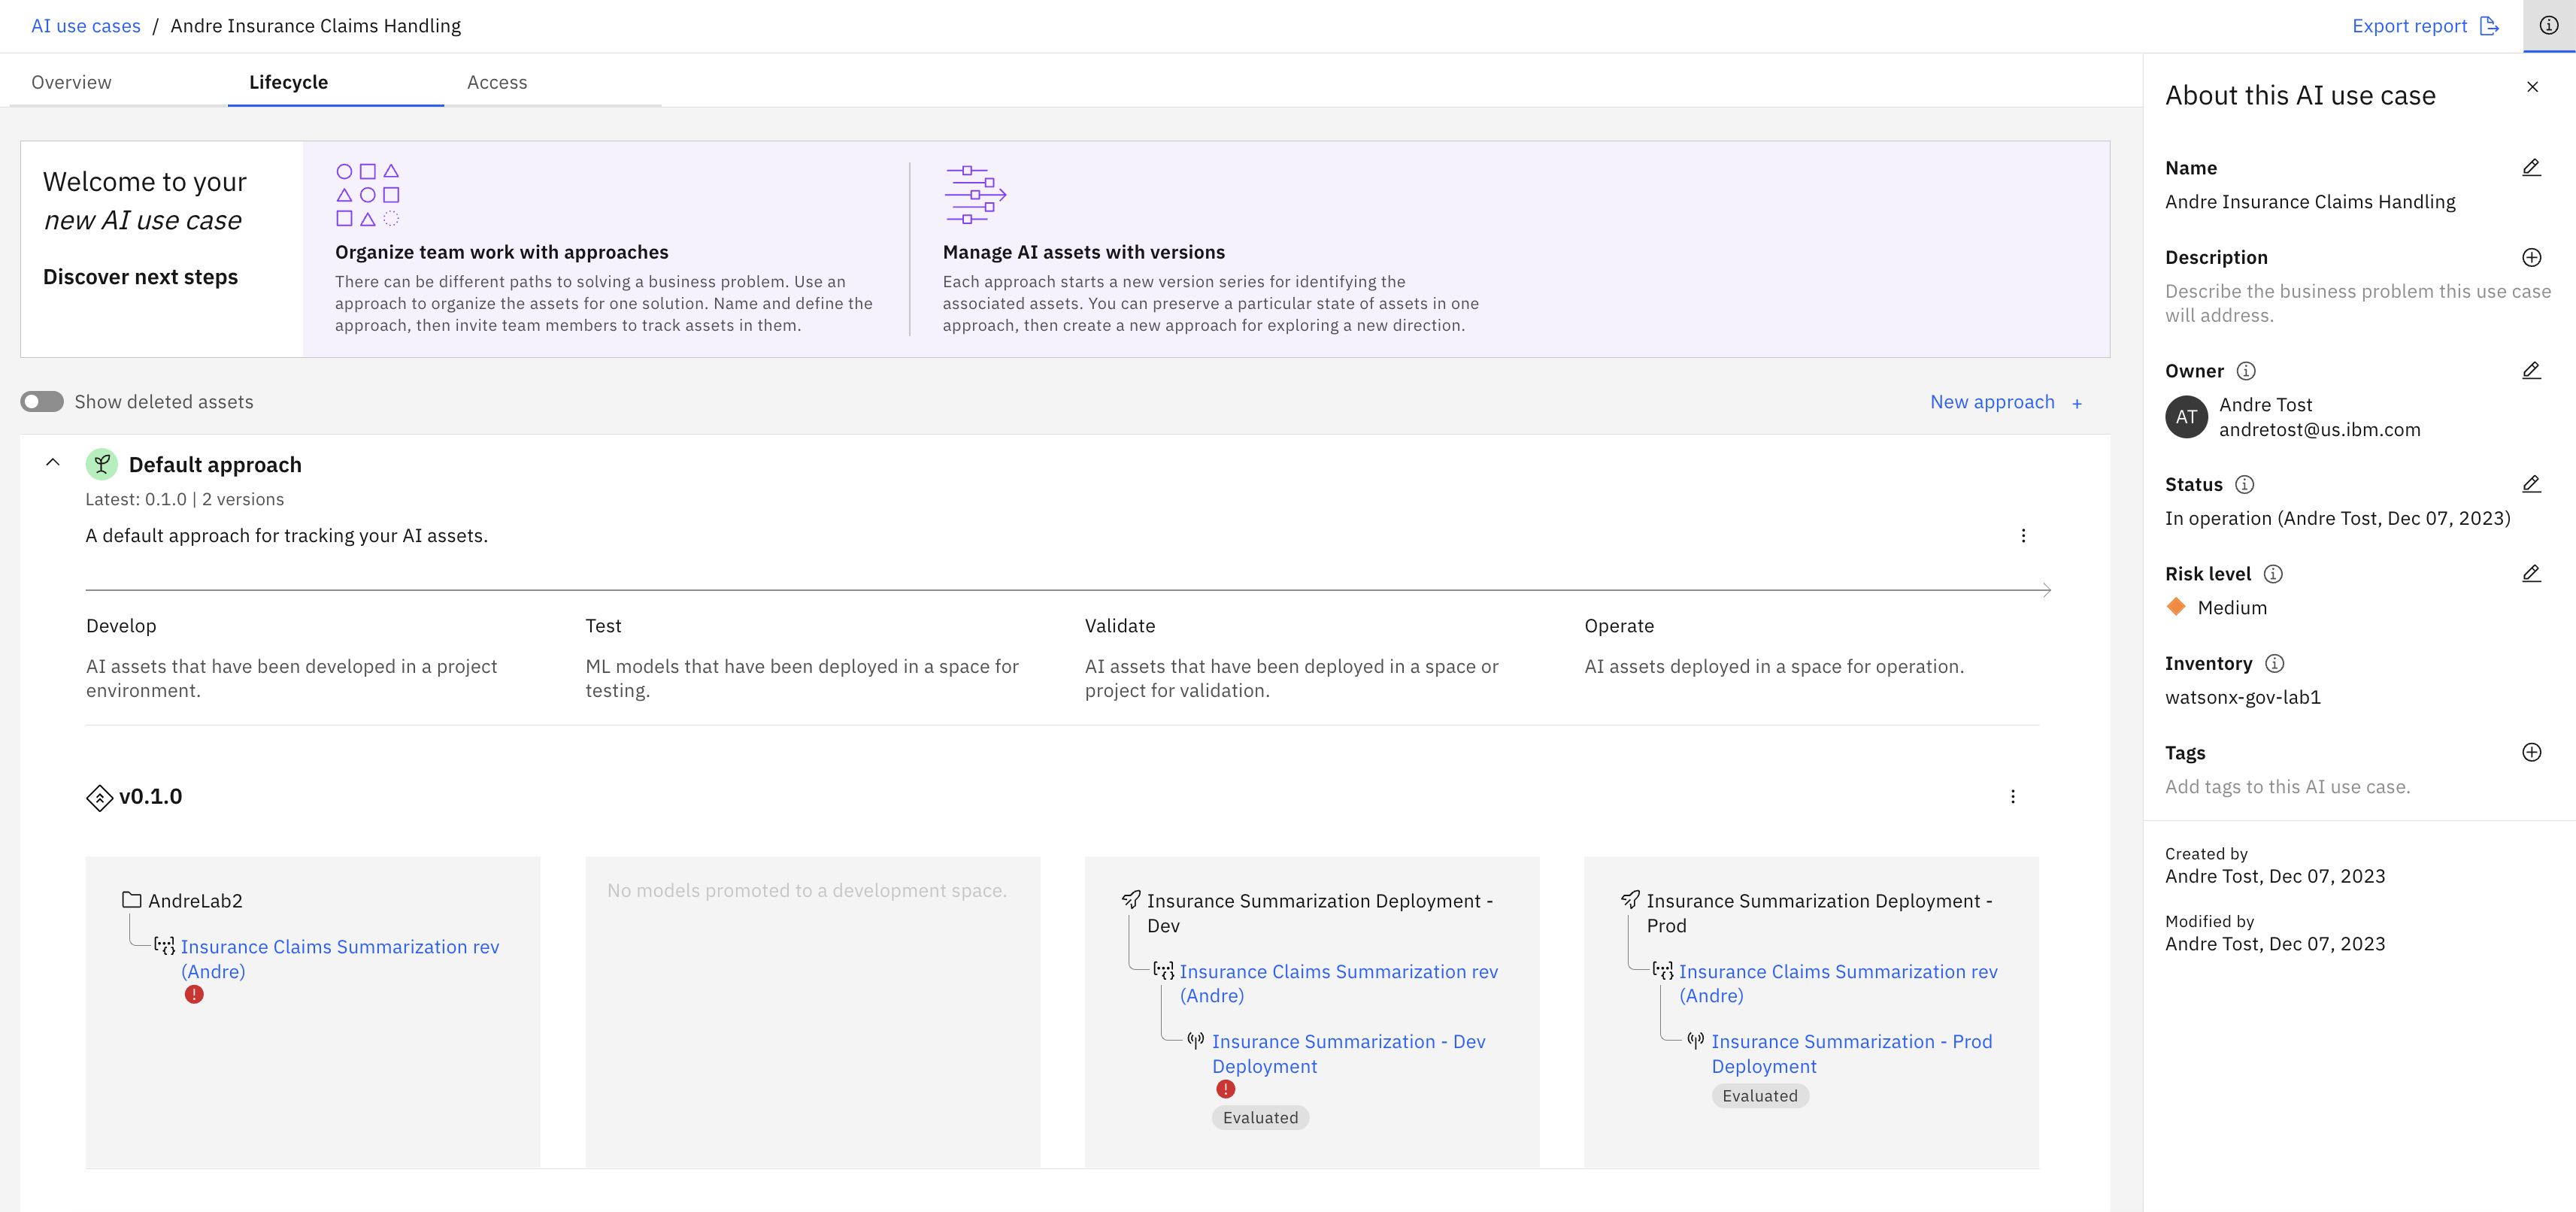 AI use cases / Andre Insurance Claims Handling
Export report
Overview
Lifecycle
Access
Welcome to your
new AI use case
Discover next steps
Organize team work with approaches
There can be different paths to solving a business problem. Use an
approach to organize the assets for one solution. Name and define the
approach, then invite team members to track assets in them.
Manage AI assets with versions
Each approach starts a new version series for identifying the
associated assets. You can preserve a particular state of assets in one
approach, then create a new approach for exploring a new direction.
Show deleted assets
New approach +
Default approach
Latest: 0.1.0 | 2 versions
A default approach for tracking your AI assets.
Develop
AI assets that have been developed in a project
environment.
Test
ML models that have been deployed in a space for
testing.
Validate
AI assets that have been deployed in a space or
project for validation.
Operate
AI assets deployed in a space for operation.
v0.1.0
AndreLab2
Insurance Claims Summarization rev
(Andre)
No models promoted to a development space.
Insurance Summarization Deployment -
Dev
Insurance Claims Summarization rev
(Andre)
Insurance Summarization - Dev
Deployment
Evaluated
Insurance Summarization Deployment -
Prod
Insurance Claims Summarization rev
(Andre)
Insurance Summarization - Prod
Deployment
Evaluated
About this AI use case
Name
Andre Insurance Claims Handling
Description
Describe the business problem this use case
will address.
Owner
AT
Andre Tost
andretost@us.ibm.com
Status
In operation (Andre Tost, Dec 07, 2023)
Risk level
Medium
Inventory
watsonx-gov-lab1
Tags
Add tags to this AI use case.
Created by
Andre Tost, Dec 07, 2023
Modified by
Andre Tost, Dec 07, 2023